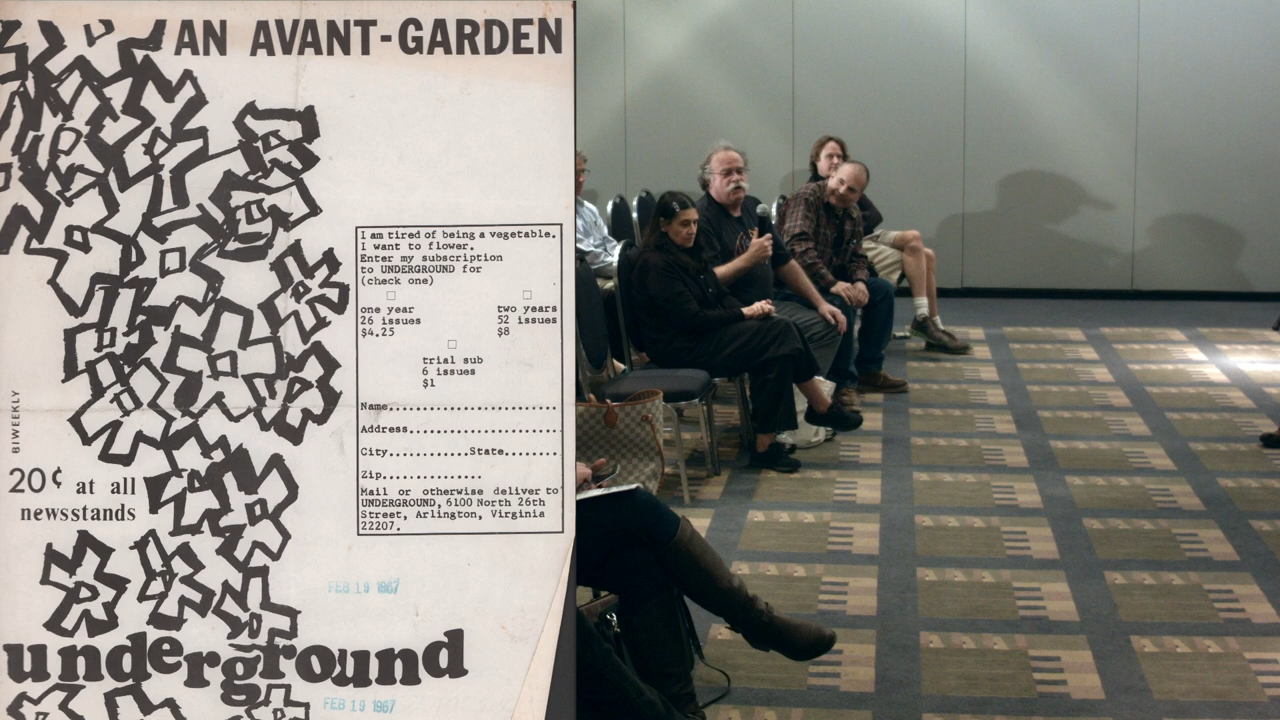 AN AVANT-GARDEN
I am tired of being a vegetable.
I want to flower.
Enter my subscription
to UNDERGROUND for
(check one)
one year
26 issues
$4.25
two years
52 issues
$8
trial sub
6 issues
$1
Name
Address
City State
Zip
Mail or otherwise deliver to
UNDERGROUND, 6100 North 26th
Street, Arlington, Virginia
22207.
BIWEEKLY
20¢ at all
newsstands
FEB 19 1967
underground
FEB 19 1967